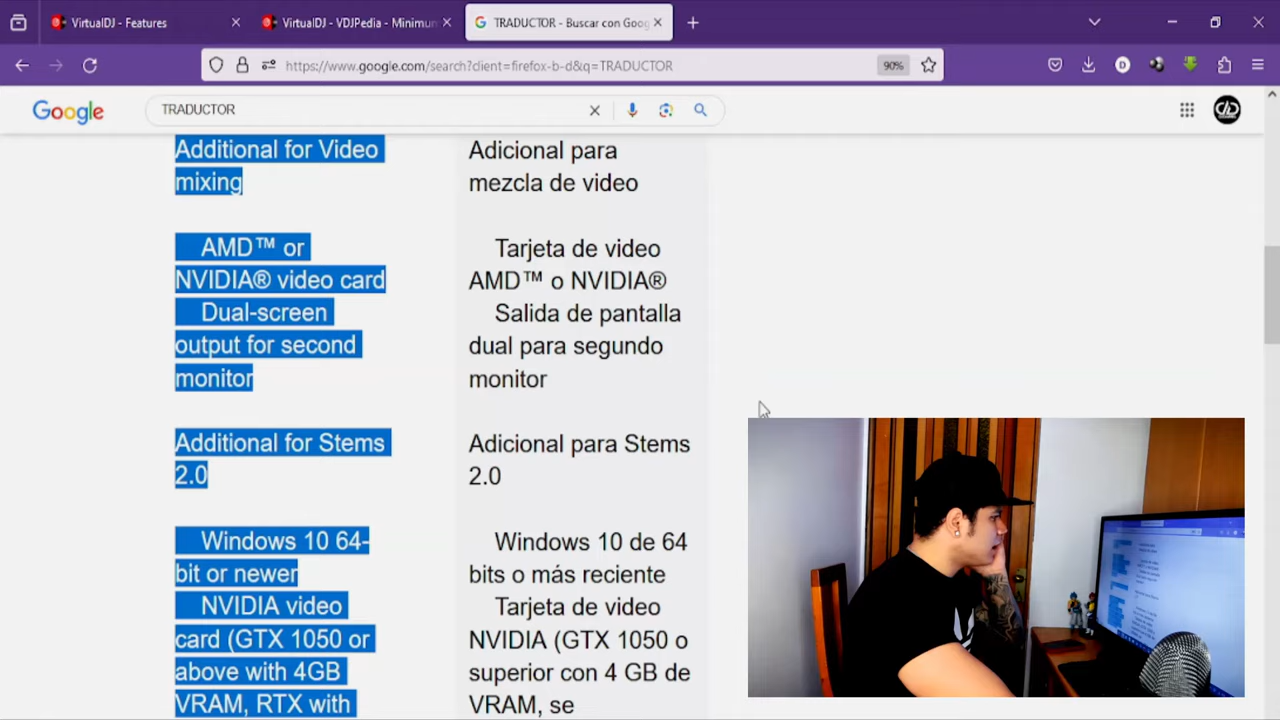 VirtualDJ - Features
VirtualDJ - VDJPedia - Minimun
TRADUCTOR - Buscar con Goog
https://www.google.com/search?client=firefox-b-d&q=TRADUCTOR
90%
Google
TRADUCTOR
Additional for Video
mixing
AMD™ or
NVIDIA® video card
Dual-screen
output for second
monitor
Additional for Stems
2.0
Windows 10 64-
bit or newer
NVIDIA video
card (GTX 1050 or
above with 4GB
VRAM, RTX with
Adicional para
mezcla de video
Tarjeta de video
AMD™ o NVIDIA®
Salida de pantalla
dual para segundo
monitor
Adicional para Stems
2.0
Windows 10 de 64
bits o más reciente
Tarjeta de video
NVIDIA (GTX 1050 o
superior con 4 GB de
VRAM, se